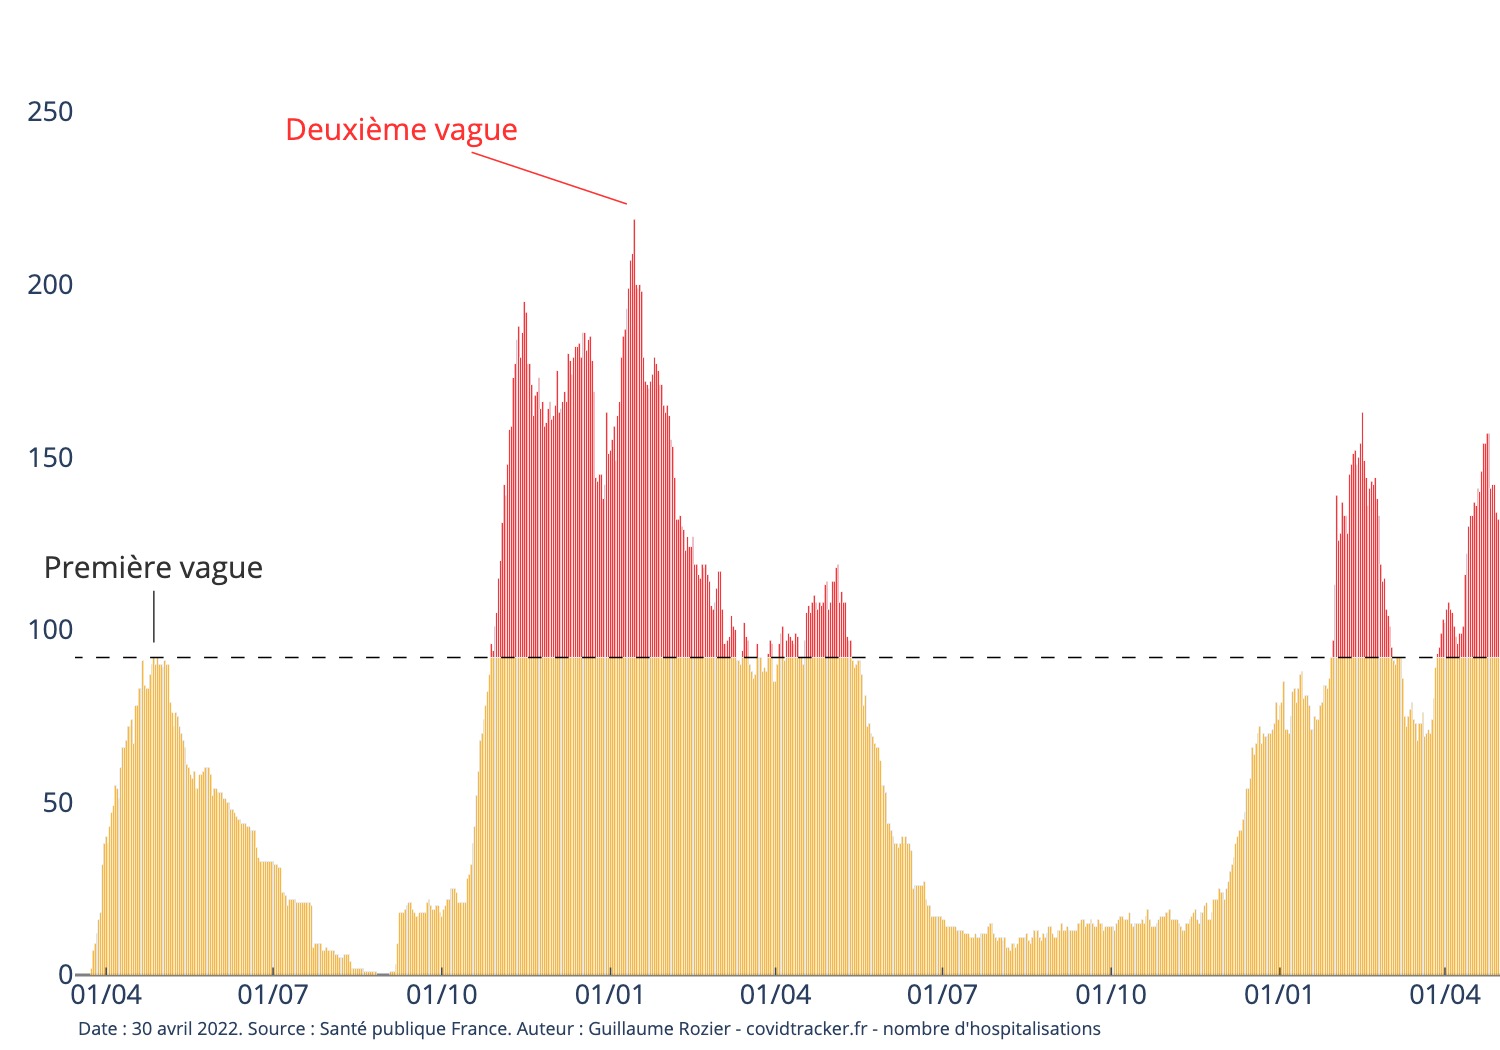 250
Deuxième vague
200
150
Première vague
100
50
0
01/04 01/07 01/10 01/01 01/04 01/07 01/10 01/01 01/04
Date : 30 avril 2022. Source : Santé publique France. Auteur : Guillaume Rozier - covidtracker.fr - nombre d'hospitalisations